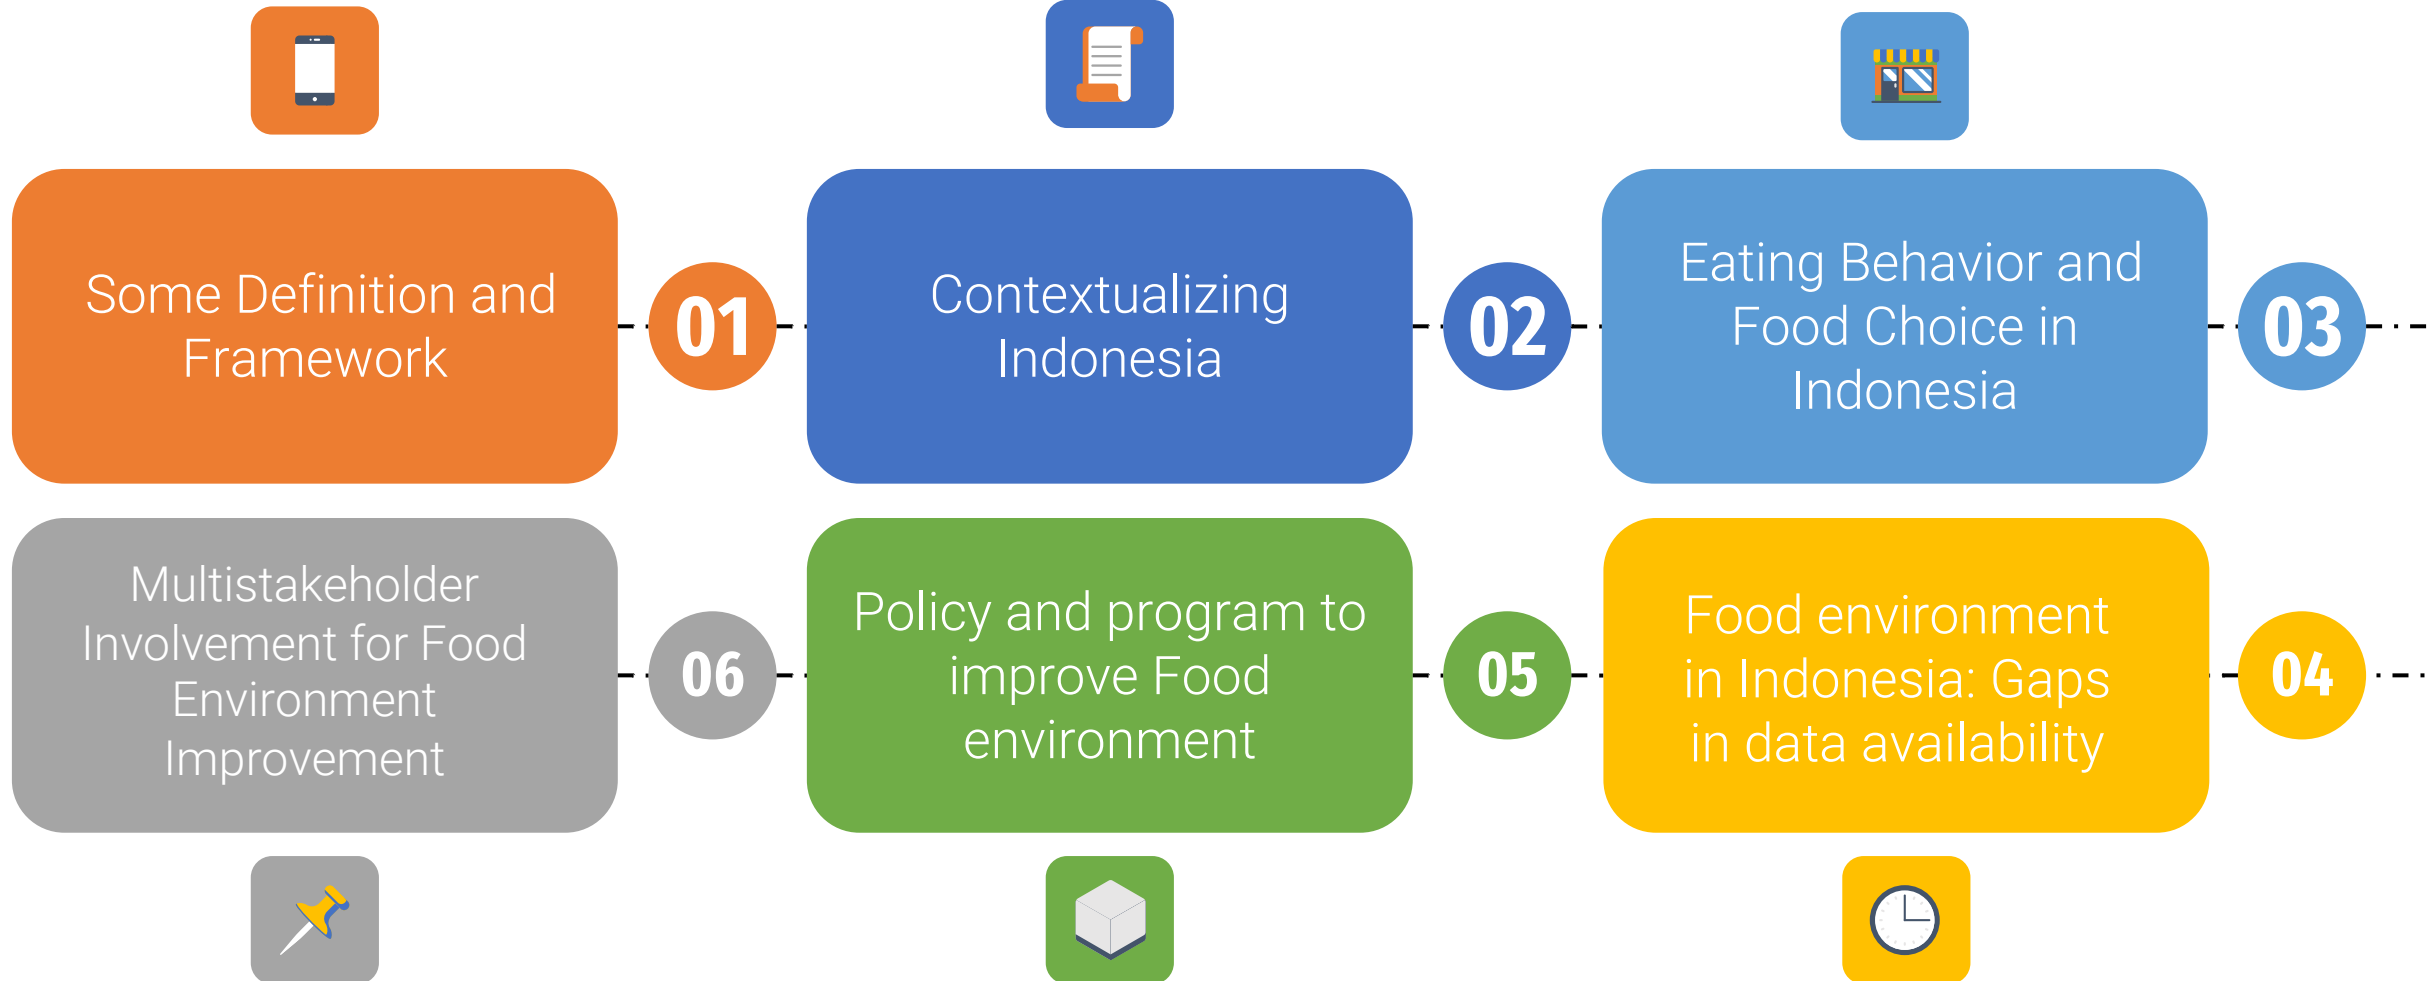 Some Definition and
Framework
01
Contextualizing
Indonesia
02
Eating Behavior and
Food Choice in
Indonesia
03
Multistakeholder
Involvement for Food
Environment
Improvement
06
Policy and program to
improve Food
environment
05
Food environment
in Indonesia: Gaps
in data availability
04